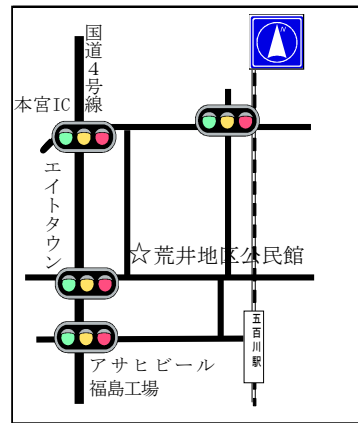 国道４号線
本宮IC
エイトタウン
☆荒井地区公民館
五百川駅
アサヒビール
福島工場
N